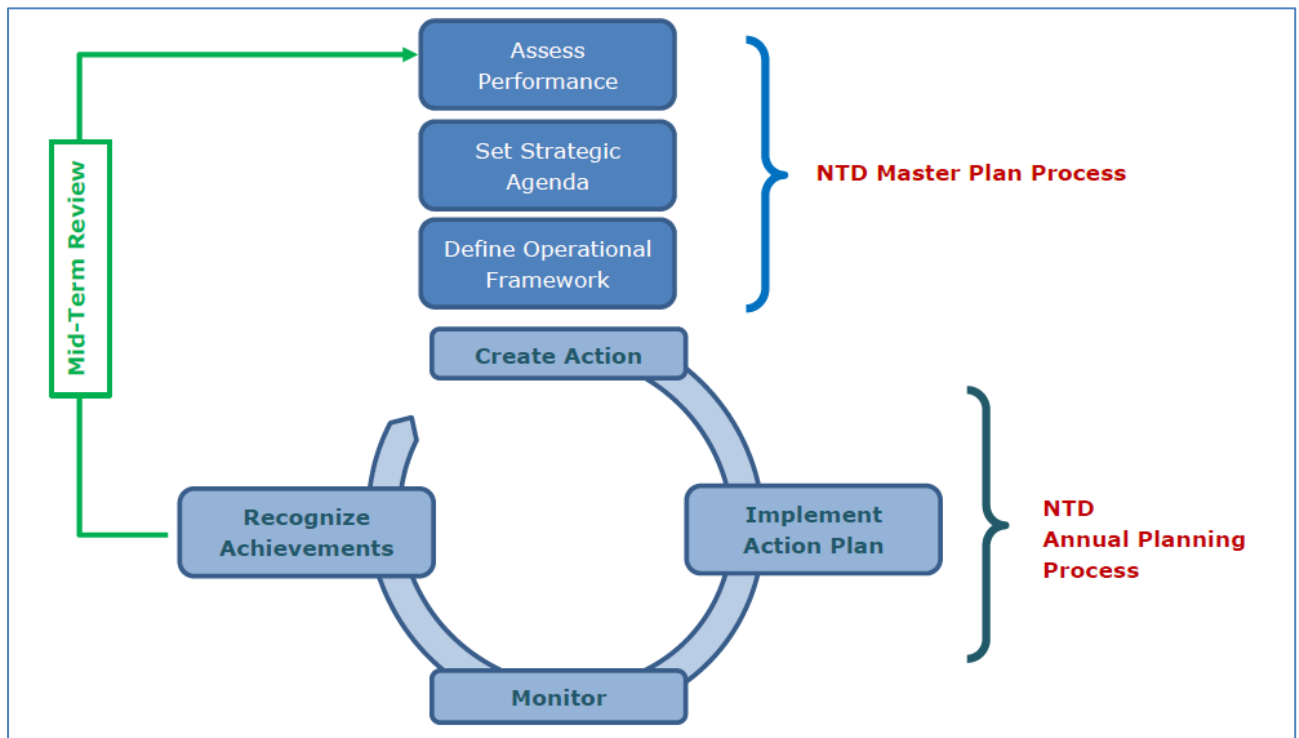 Assess
Performance
Set Strategic
Agenda
Define Operational
Framework
NTD Master Plan Process
Mid-Term Review
Create Action
Implement
Action Plan
Monitor
Recognize
Achievements
NTD
Annual Planning
Process